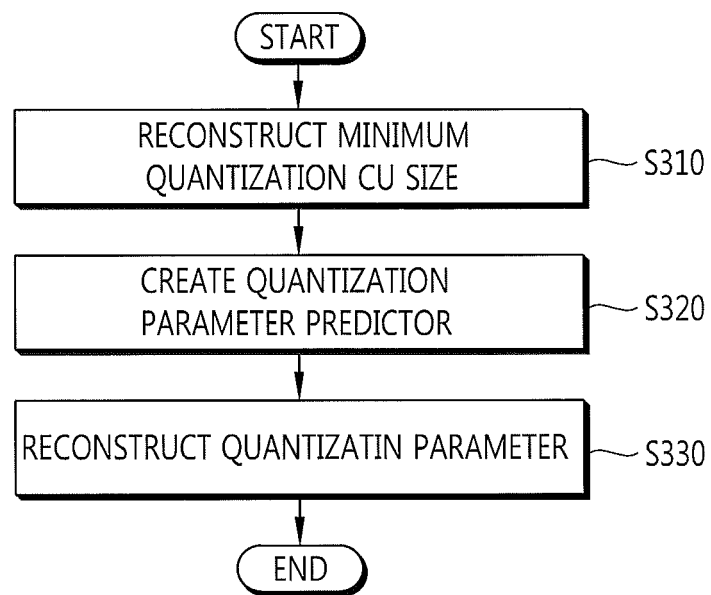 START
RECONSTRUCT MINIMUM
QUANTIZATION CU SIZE
S310
CREATE QUANTIZATION
PARAMETER PREDICTOR
S320
RECONSTRUCT QUANTIZATIN PARAMETER
S330
END